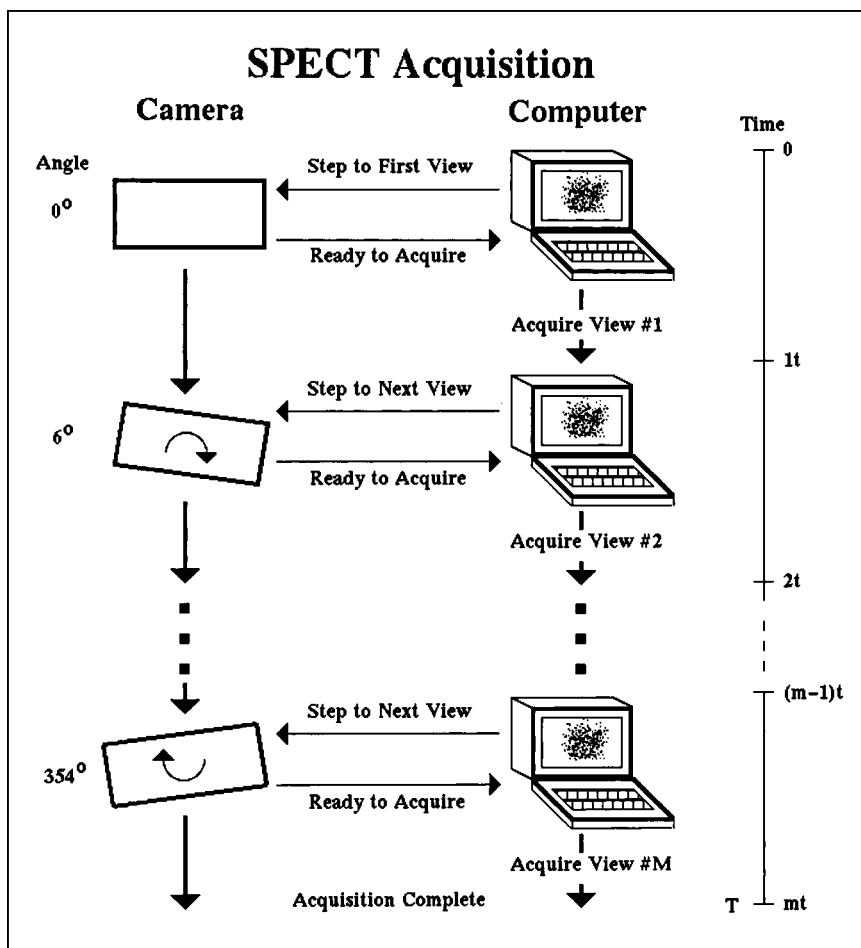 SPECT Acquisition
Camera
Computer
Time
Angle
0
Step to First View
0°
Ready to Acquire
Acquire View #1
1t
Step to Next View
6°
Ready to Acquire
Acquire View #2
2t
(m-1)t
Step to Next View
354°
Ready to Acquire
Acquire View #M
Acquisition Complete
T
mt